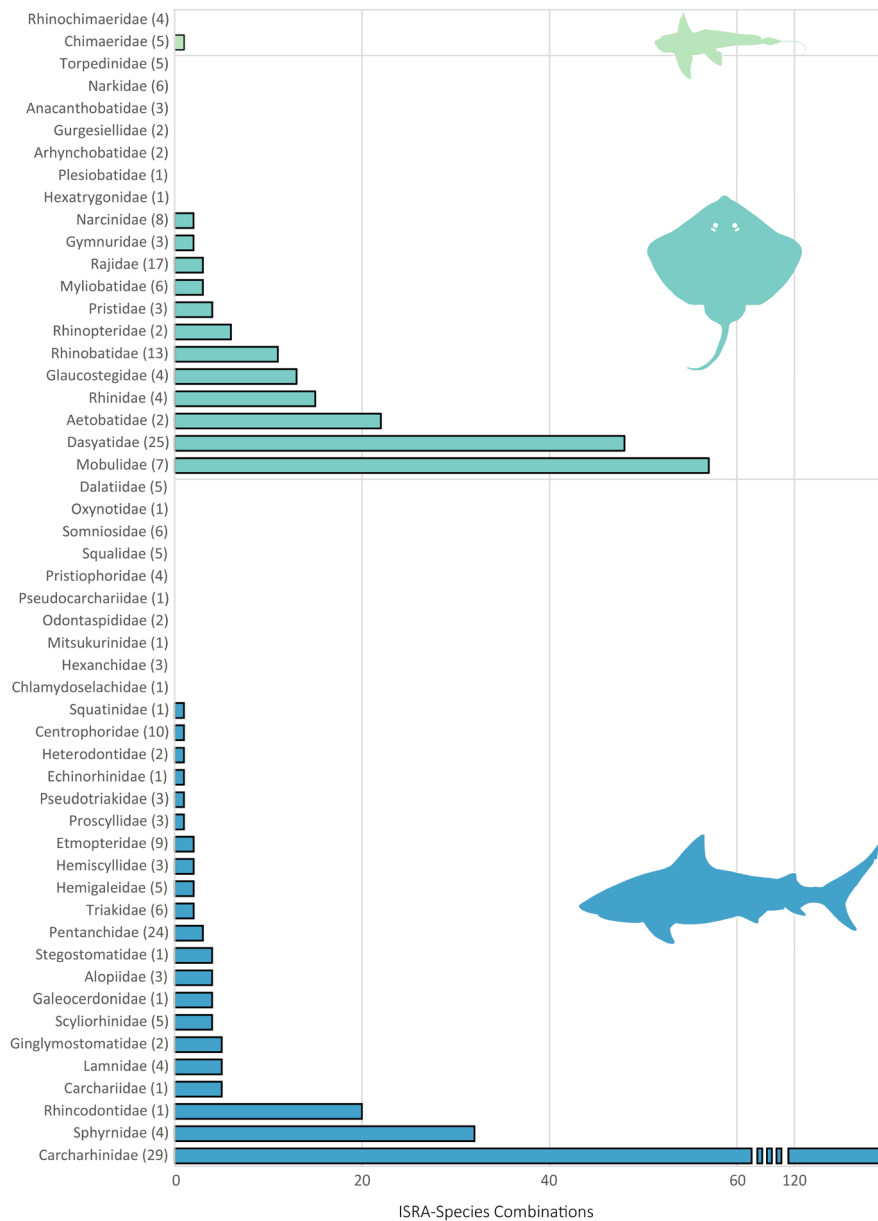 Rhinochimaeridae (4)
Chimaeridae (5)
Torpedinidae (5)
Narkidae (6)
Anacanthobatidae (3)
Gurgesiellidae (2)
Arhynchobatidae (2)
Plesiobatidae (1)
Hexatrygonidae (1)
Narcinidae (8)
Gymnuridae (3)
Rajidae (17)
Myliobatidae (6)
Pristidae (3)
Rhinopteridae (2)
Rhinobatidae (13)
Glaucostegidae (4)
Rhinidae (4)
Aetobatidae (2)
Dasyatidae (25)
Mobulidae (7)
Dalatiidae (5)
Oxynotidae (1)
Somniosidae (6)
Squalidae (5)
Pristiophoridae (4)
Pseudocarchariidae (1)
Odontaspididae (2)
Mitsukurinidae (1)
Hexanchidae (3)
Chlamydoselachidae (1)
Squatinidae (1)
Centrophoridae (10)
Heterodontidae (2)
Echinorhinidae (1)
Pseudotriakidae (3)
Proscyllidae (3)
Etmopteridae (9)
Hemiscyllidae (3)
Hemigaleidae (5)
Triakidae (6)
Pentanchidae (24)
Stegostomatidae (1)
Alopiidae (3)
Galeocerdonidae (1)
Scyliorhinidae (5)
Ginglymostomatidae (2)
Lamnidae (4)
Carchariidae (1)
Rhincodontidae (1)
Sphyrnidae (4)
Carcharhinidae (29)
0 20 40 60 120
ISRA-Species Combinations